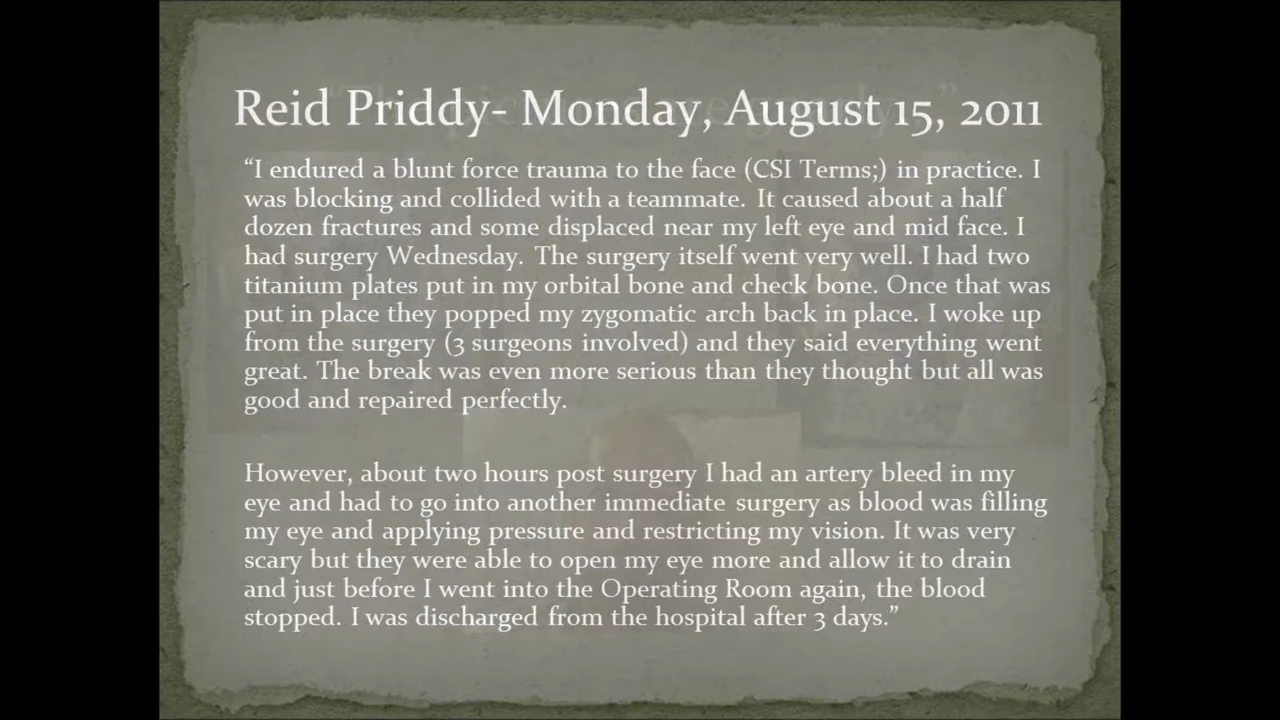 Reid Priddy- Monday, August 15, 2011
“I endured a blunt force trauma to the face (CSI Terms;) in practice. I
was blocking and collided with a teammate. It caused about a half
dozen fractures and some displaced near my left eye and mid face. I
had surgery Wednesday. The surgery itself went very well. I had two
titanium plates put in my orbital bone and check bone. Once that was
put in place they popped my zygomatic arch back in place. I woke up
from the surgery (3 surgeons involved) and they said everything went
great. The break was even more serious than they thought but all was
good and repaired perfectly.
However, about two hours post surgery I had an artery bleed in my
eye and had to go into another immediate surgery as blood was filling
my eye and applying pressure and restricting my vision. It was very
scary but they were able to open my eye more and allow it to drain
and just before I went into the Operating Room again, the blood
stopped. I was discharged from the hospital after 3 days.”